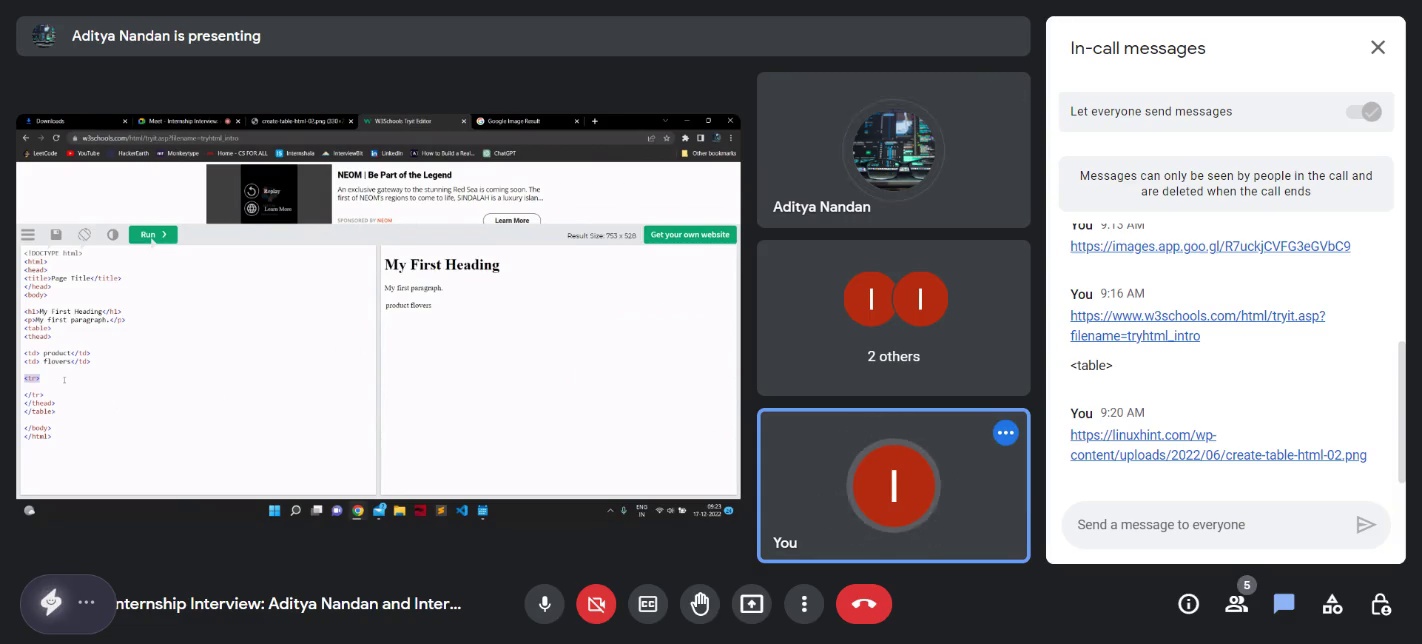 Aditya Nandan is presenting
Downloads
Meet - Internship Interview
create-table-html-02.png (330×
W3Schools Tryit Editor
Google Image Result
w3schools.com/html/tryit.asp?filename=tryhtml_intro
LeetCode
YouTube
HackerEarth
Monkeytype
Home - CS FOR ALL
Internshala
InterviewBit
LinkedIn
How to Build a Real...
ChatGPT
Other bookmarks
Replay
Learn More
NEOM | Be Part of the Legend
An exclusive gateway to the stunning Red Sea is coming soon. The
first of NEOM's regions to come to life, SINDALAH is a luxury islan...
SPONSORED BY NEOM
Learn More
Run
Result Size: 753 x 528
Get your own website
<!DOCTYPE html>
<html>
<head>
<title>Page Title</title>
</head>
<body>
<h1>My First Heading</h1>
<p>My first paragraph.</p>
<table>
<thead>
<td> product</td>
<td> flovers</td>
<tr>
</tr>
</thead>
</table>
</body>
</html>
My First Heading
My first paragraph.
product flovers
ENG
IN
09:23
17-12-2022
Aditya Nandan
I
I
2 others
I
You
In-call messages
Let everyone send messages
Messages can only be seen by people in the call and
are deleted when the call ends
You 9:13 AM
https://images.app.goo.gl/R7uckjCVFG3eGVbC9
You 9:16 AM
https://www.w3schools.com/html/tryit.asp?
filename=tryhtml_intro
<table>
You 9:20 AM
https://linuxhint.com/wp-
content/uploads/2022/06/create-table-html-02.png
Send a message to everyone
nternship Interview: Aditya Nandan and Inter...
CC
5